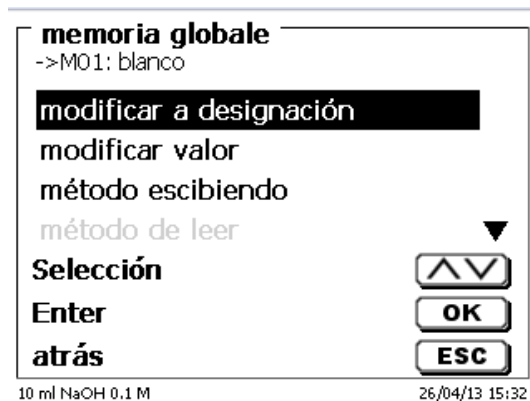 memoria globale
->M01: blanco
modificar a designación
modificar valor
método escibiendo
método de leer
Selección
Enter OK
atrás ESC
10 ml NaOH 0.1 M 26/04/13 15:32